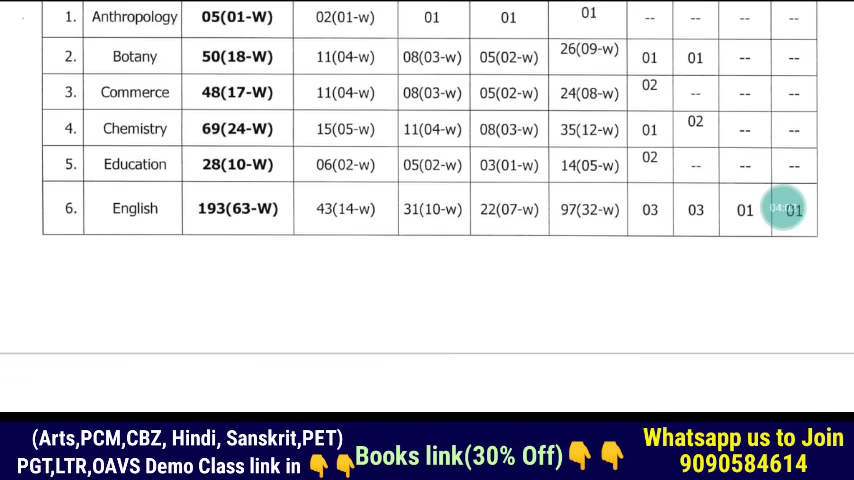 1. Anthropology 05(01-W) 02(01-w) 01 01 01 -- -- -- --
2. Botany 50(18-W) 11(04-w) 08(03-w) 05(02-w) 26(09-w) 01 01 -- --
3. Commerce 48(17-W) 11(04-w) 08(03-w) 05(02-w) 24(08-w) 02 -- -- --
4. Chemistry 69(24-W) 15(05-w) 11(04-w) 08(03-w) 35(12-w) 01 02 -- --
5. Education 28(10-W) 06(02-w) 05(02-w) 03(01-w) 14(05-w) 02 -- -- --
6. English 193(63-W) 43(14-w) 31(10-w) 22(07-w) 97(32-w) 03 03 01 01
(Arts,PCM,CBZ, Hindi, Sanskrit,PET)
PGT,LTR,OAVS Demo Class link in
Books link(30% Off)
Whatsapp us to Join
9090584614